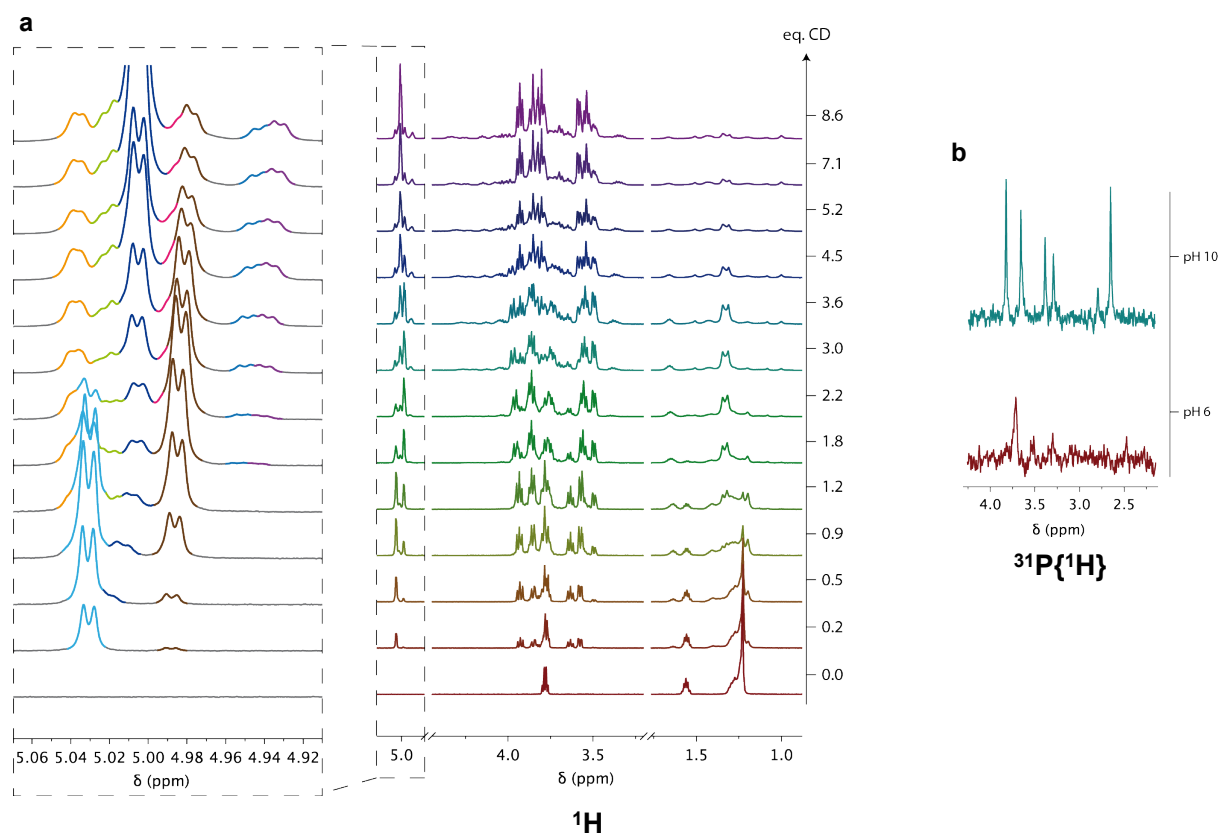 a
eq. CD
8.6
7.1
5.2
4.5
3.6
3.0
2.2
1.8
1.2
0.9
0.5
0.2
0.0
5.06 5.04 5.02 5.00 4.98 4.96 4.94 4.92
δ (ppm)
5.0 4.0 3.5 1.5 1.0
δ (ppm) δ (ppm)
¹H
b
pH 10
pH 6
4.0 3.5 3.0 2.5
δ (ppm)
³¹P{¹H}